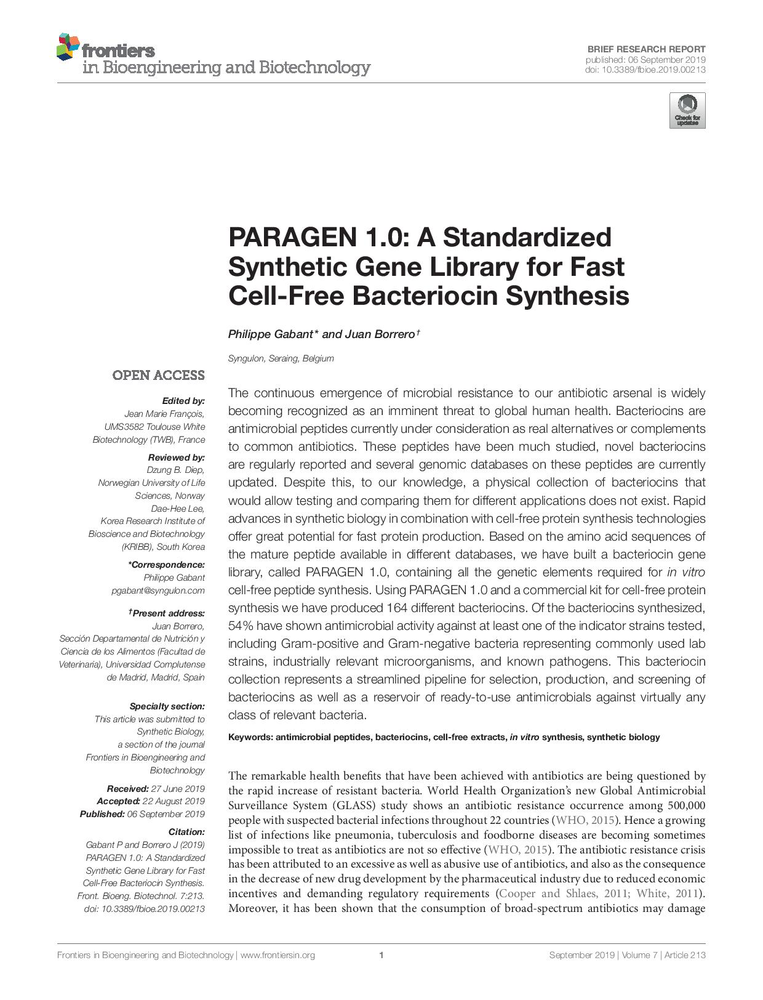 frontiers
in Bioengineering and Biotechnology
BRIEF RESEARCH REPORT
published: 06 September 2019
doi: 10.3389/fbioe.2019.00213
Check for
updates
PARAGEN 1.0: A Standardized
Synthetic Gene Library for Fast
Cell-Free Bacteriocin Synthesis
Philippe Gabant* and Juan Borrero†
Syngulon, Seraing, Belgium
OPEN ACCESS
Edited by:
Jean Marie François,
UMS3582 Toulouse White
Biotechnology (TWB), France
Reviewed by:
Dzung B. Diep,
Norwegian University of Life
Sciences, Norway
Dae-Hee Lee,
Korea Research Institute of
Bioscience and Biotechnology
(KRIBB), South Korea
*Correspondence:
Philippe Gabant
pgabant@syngulon.com
†Present address:
Juan Borrero,
Sección Departamental de Nutrición y
Ciencia de los Alimentos (Facultad de
Veterinaria), Universidad Complutense
de Madrid, Madrid, Spain
Specialty section:
This article was submitted to
Synthetic Biology,
a section of the journal
Frontiers in Bioengineering and
Biotechnology
Received: 27 June 2019
Accepted: 22 August 2019
Published: 06 September 2019
Citation:
Gabant P and Borrero J (2019)
PARAGEN 1.0: A Standardized
Synthetic Gene Library for Fast
Cell-Free Bacteriocin Synthesis.
Front. Bioeng. Biotechnol. 7:213.
doi: 10.3389/fbioe.2019.00213
The continuous emergence of microbial resistance to our antibiotic arsenal is widely
becoming recognized as an imminent threat to global human health. Bacteriocins are
antimicrobial peptides currently under consideration as real alternatives or complements
to common antibiotics. These peptides have been much studied, novel bacteriocins
are regularly reported and several genomic databases on these peptides are currently
updated. Despite this, to our knowledge, a physical collection of bacteriocins that
would allow testing and comparing them for different applications does not exist. Rapid
advances in synthetic biology in combination with cell-free protein synthesis technologies
offer great potential for fast protein production. Based on the amino acid sequences of
the mature peptide available in different databases, we have built a bacteriocin gene
library, called PARAGEN 1.0, containing all the genetic elements required for in vitro
cell-free peptide synthesis. Using PARAGEN 1.0 and a commercial kit for cell-free protein
synthesis we have produced 164 different bacteriocins. Of the bacteriocins synthesized,
54% have shown antimicrobial activity against at least one of the indicator strains tested,
including Gram-positive and Gram-negative bacteria representing commonly used lab
strains, industrially relevant microorganisms, and known pathogens. This bacteriocin
collection represents a streamlined pipeline for selection, production, and screening of
bacteriocins as well as a reservoir of ready-to-use antimicrobials against virtually any
class of relevant bacteria.
Keywords: antimicrobial peptides, bacteriocins, cell-free extracts, in vitro synthesis, synthetic biology
The remarkable health benefits that have been achieved with antibiotics are being questioned by
the rapid increase of resistant bacteria. World Health Organization's new Global Antimicrobial
Surveillance System (GLASS) study shows an antibiotic resistance occurrence among 500,000
people with suspected bacterial infections throughout 22 countries (WHO, 2015). Hence a growing
list of infections like pneumonia, tuberculosis and foodborne diseases are becoming sometimes
impossible to treat as antibiotics are not so effective (WHO, 2015). The antibiotic resistance crisis
has been attributed to an excessive as well as abusive use of antibiotics, and also as the consequence
in the decrease of new drug development by the pharmaceutical industry due to reduced economic
incentives and demanding regulatory requirements (Cooper and Shlaes, 2011; White, 2011).
Moreover, it has been shown that the consumption of broad-spectrum antibiotics may damage
Frontiers in Bioengineering and Biotechnology | www.frontiersin.org
1
September 2019 | Volume 7 | Article 213